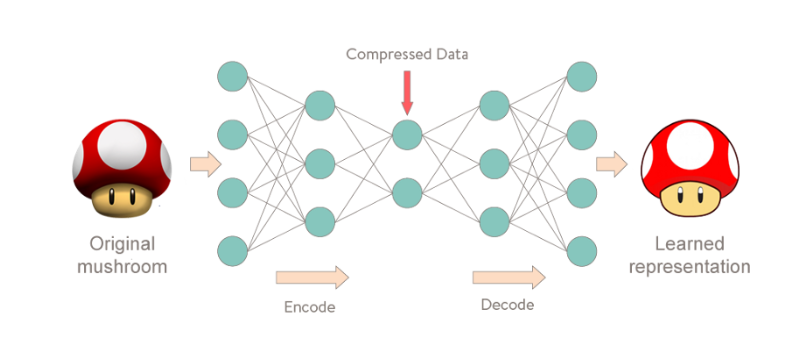 Compressed Data
Original
mushroom
Learned
representation
Encode
Decode